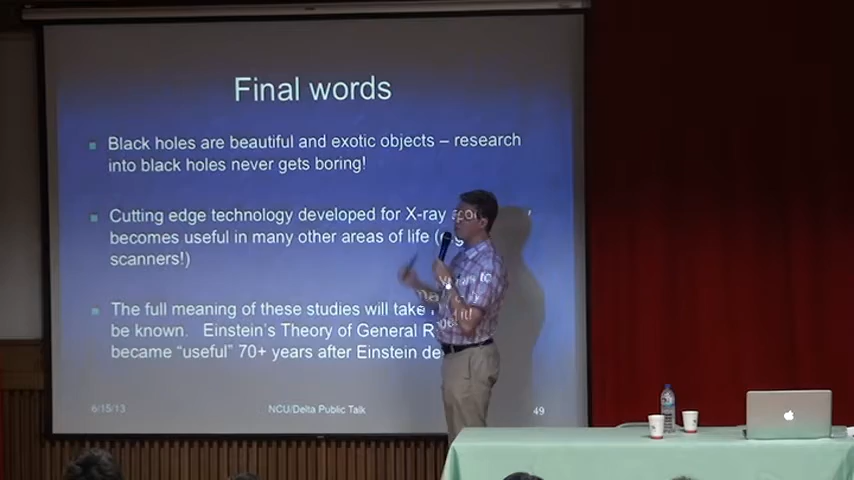 Final words
Black holes are beautiful and exotic objects – research
into black holes never gets boring!
Cutting edge technology developed for X-ray
becomes useful in many other areas of life (e.g.
scanners!)
The full meaning of these studies will take
be known. Einstein's Theory of General
became "useful" 70+ years after Einstein
6/15/13 NCU/Delta Public Talk 49